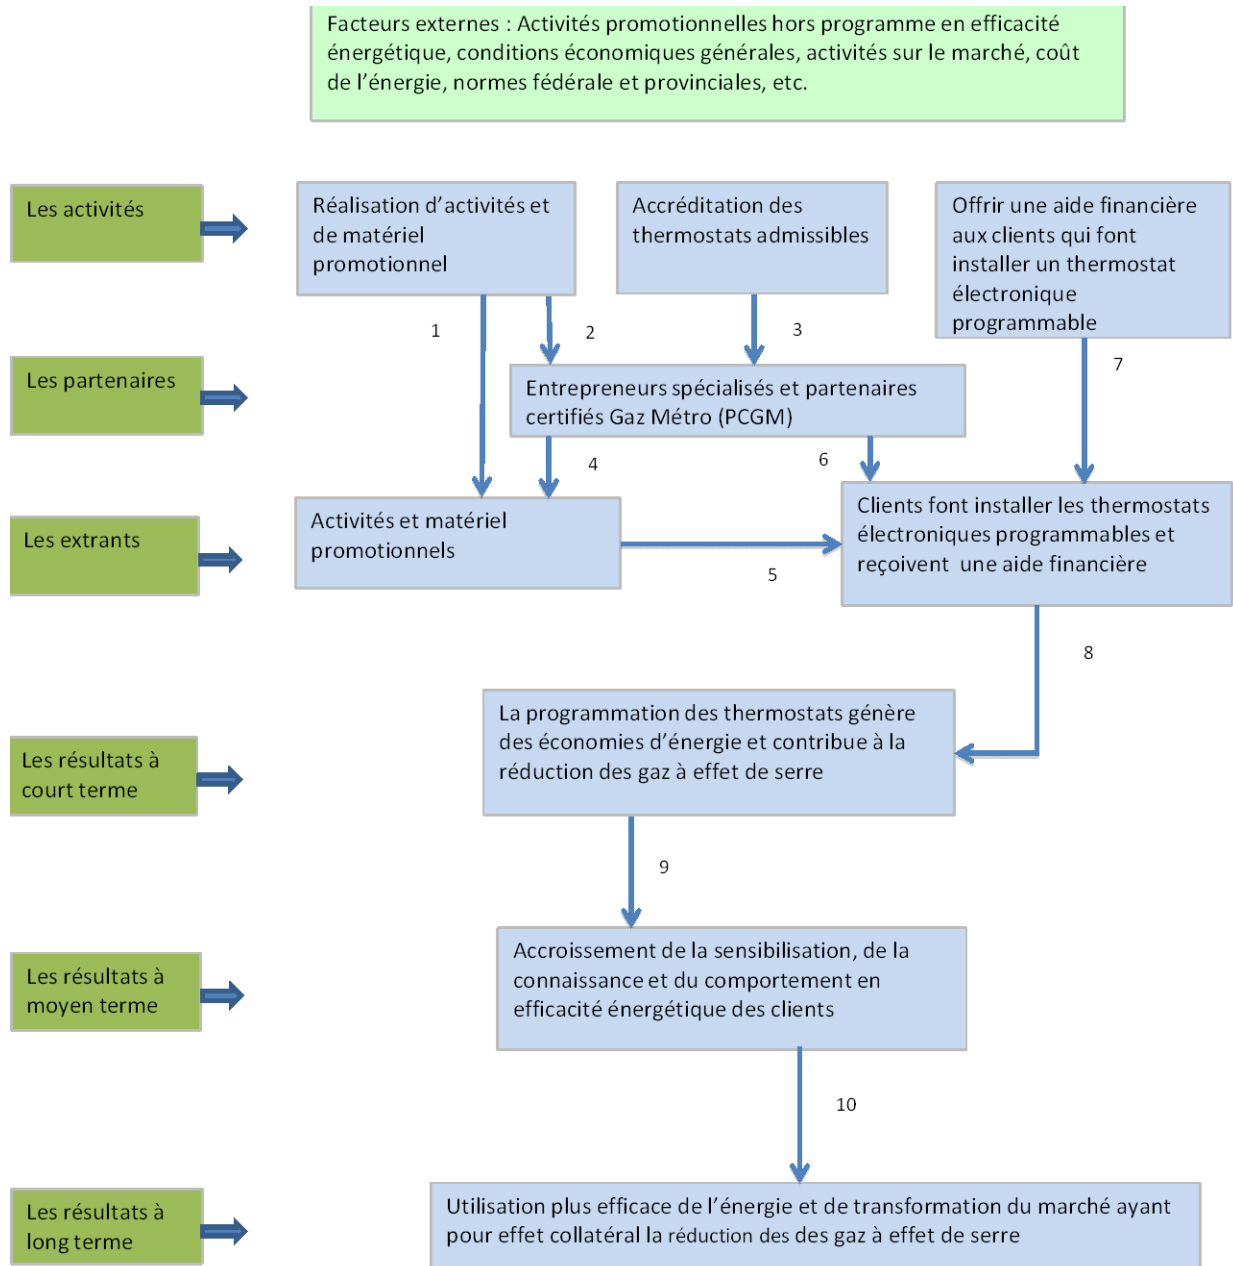 Facteurs externes : Activités promotionnelles hors programme en efficacité
énergétique, conditions économiques générales, activités sur le marché, coût
de l’énergie, normes fédérale et provinciales, etc.
Les activités
Réalisation d’activités et
de matériel
promotionnel
Accréditation des
thermostats admissibles
Offrir une aide financière
aux clients qui font
installer un thermostat
électronique
programmable
1
2
3
7
Les partenaires
Entrepreneurs spécialisés et partenaires
certifiés Gaz Métro (PCGM)
4
6
Les extrants
Activités et matériel
promotionnels
5
Clients font installer les thermostats
électroniques programmables et
reçoivent une aide financière
8
Les résultats à
court terme
La programmation des thermostats génère
des économies d’énergie et contribue à la
réduction des gaz à effet de serre
9
Les résultats à
moyen terme
Accroissement de la sensibilisation, de la
connaissance et du comportement en
efficacité énergétique des clients
10
Les résultats à
long terme
Utilisation plus efficace de l’énergie et de transformation du marché ayant
pour effet collatéral la réduction des des gaz à effet de serre